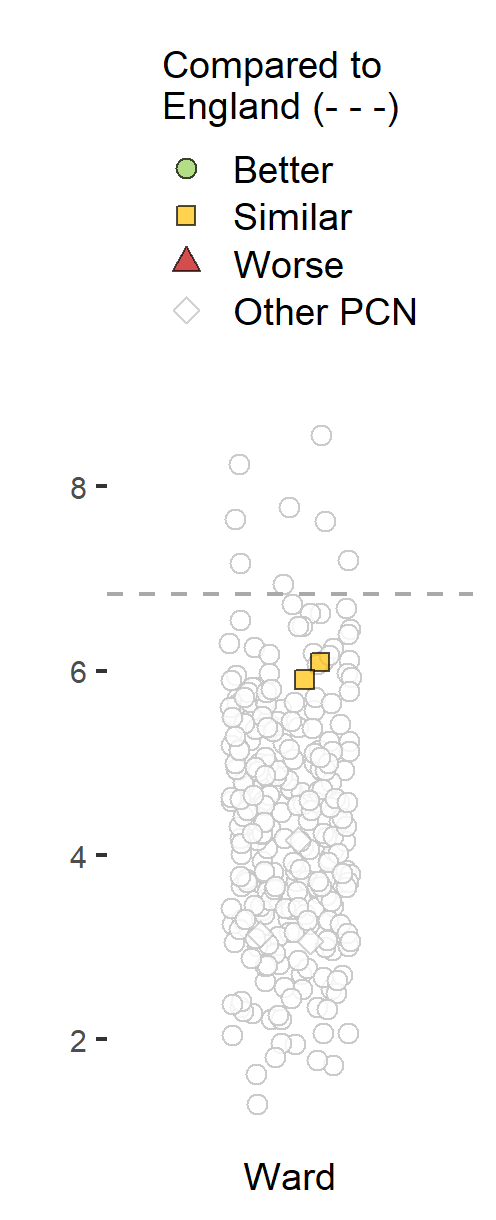 Compared to
England (- - -)
Better
Similar
Worse
Other PCN
8
6
4
2
Ward